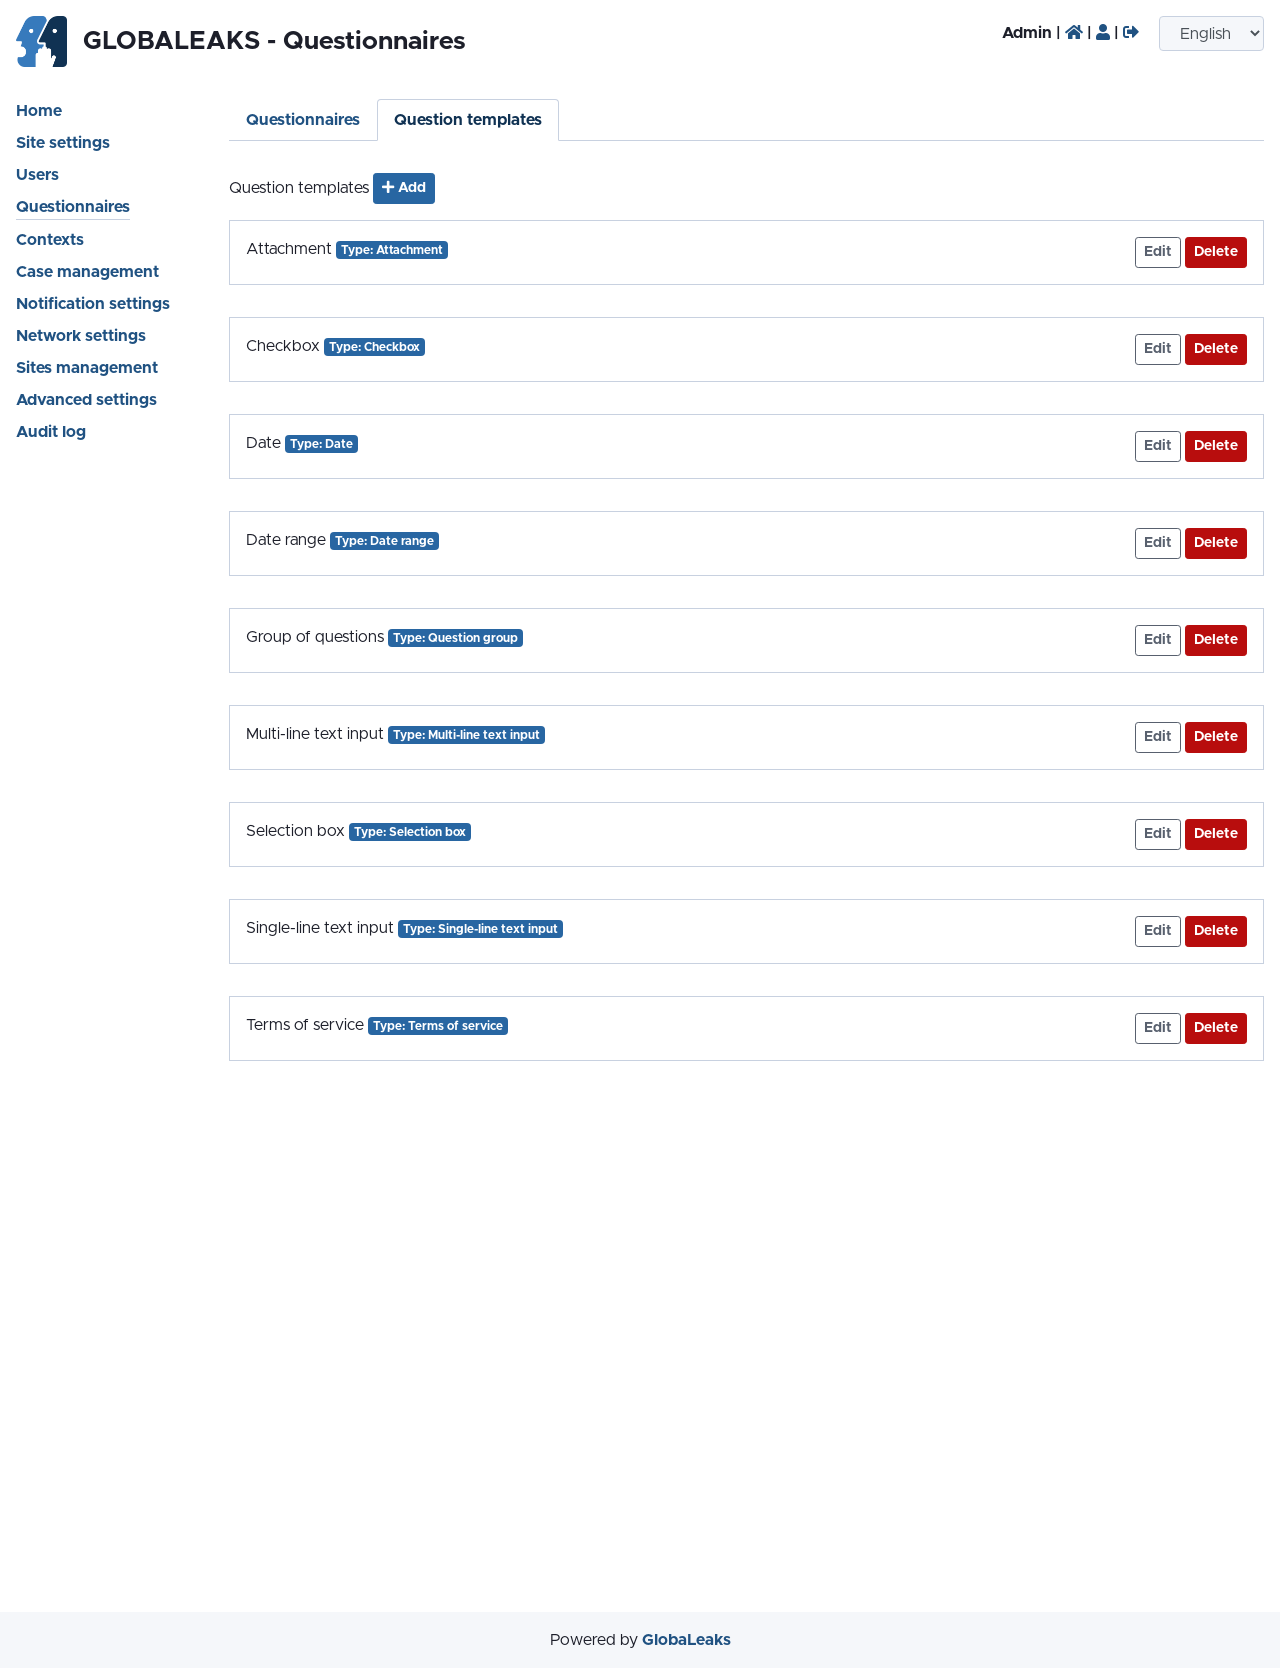 GLOBALEAKS - Questionnaires
Admin | | |
English
Home
Site settings
Users
Questionnaires
Contexts
Case management
Notification settings
Network settings
Sites management
Advanced settings
Audit log
Questionnaires
Question templates
Question templates Add
Attachment Type: Attachment Edit Delete
Checkbox Type: Checkbox Edit Delete
Date Type: Date Edit Delete
Date range Type: Date range Edit Delete
Group of questions Type: Question group Edit Delete
Multi-line text input Type: Multi-line text input Edit Delete
Selection box Type: Selection box Edit Delete
Single-line text input Type: Single-line text input Edit Delete
Terms of service Type: Terms of service Edit Delete
Powered by GlobaLeaks